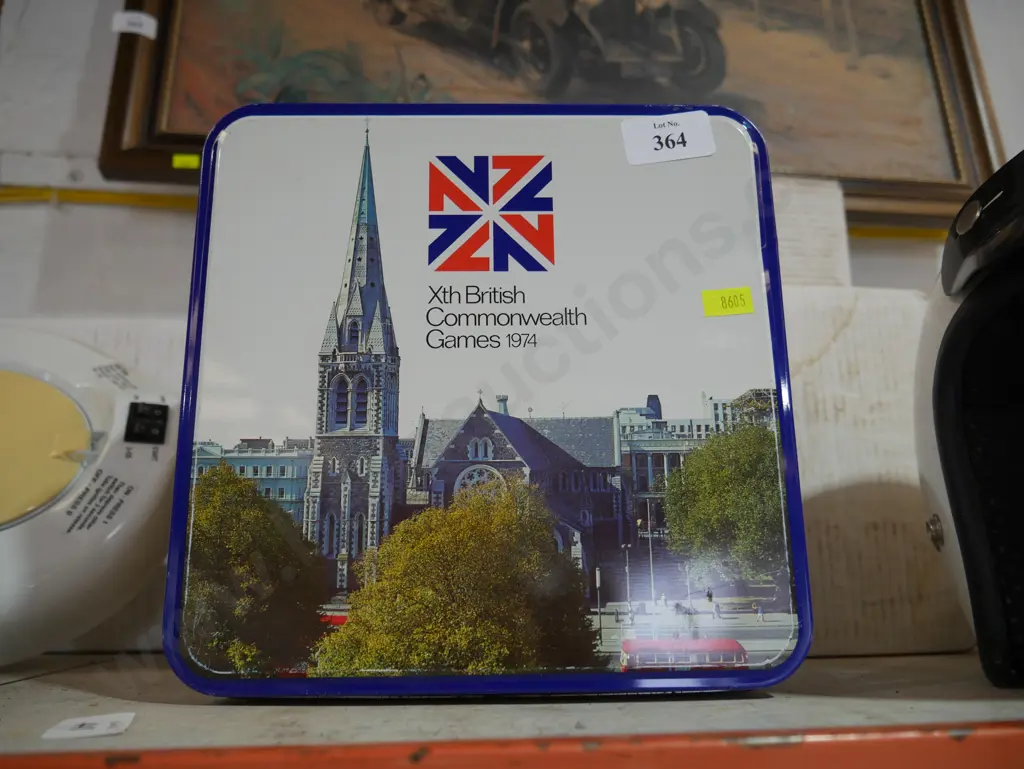 Lot No.
364
Xth British
Commonwealth
Games 1974
8605